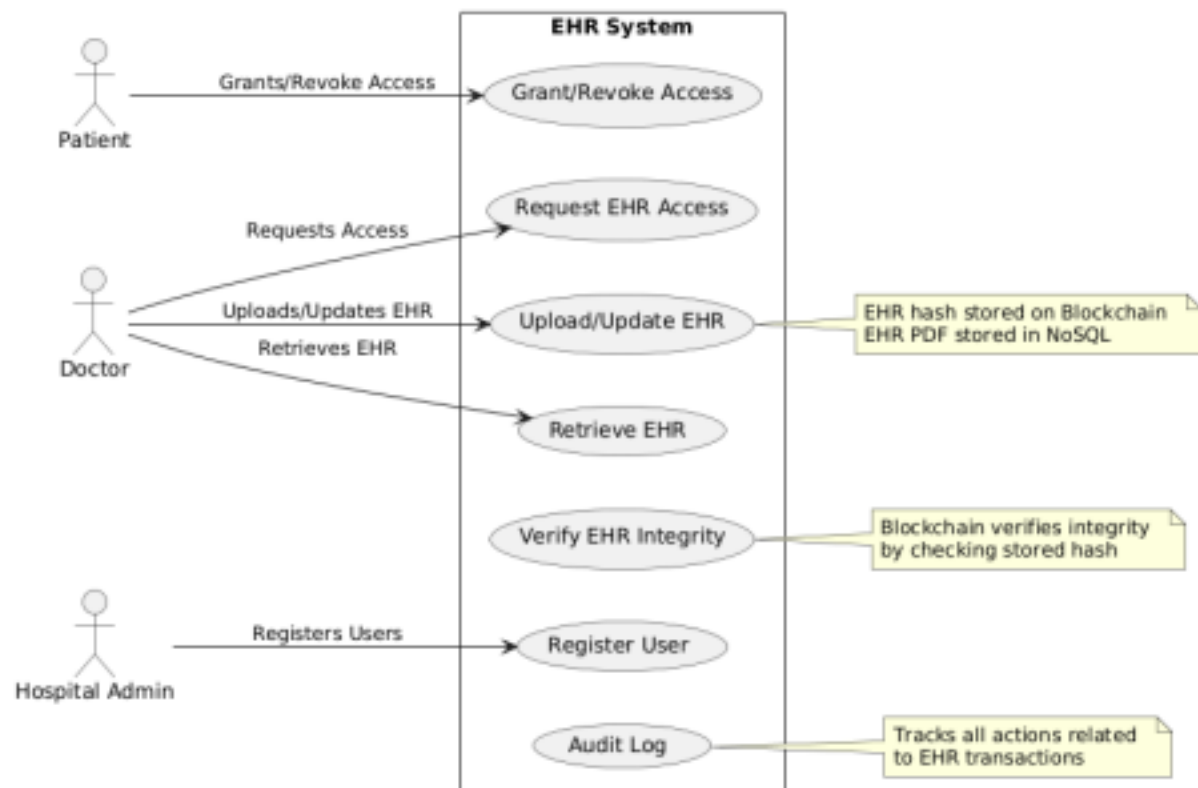 EHR System
Grants/Revoke Access
Grant/Revoke Access
Patient
Request EHR Access
Requests Access
Uploads/Updates EHR
Upload/Update EHR
EHR hash stored on Blockchain
EHR PDF stored in NoSQL
Retrieves EHR
Doctor
Retrieve EHR
Verify EHR Integrity
Blockchain verifies integrity
by checking stored hash
Registers Users
Register User
Hospital Admin
Audit Log
Tracks all actions related
to EHR transactions